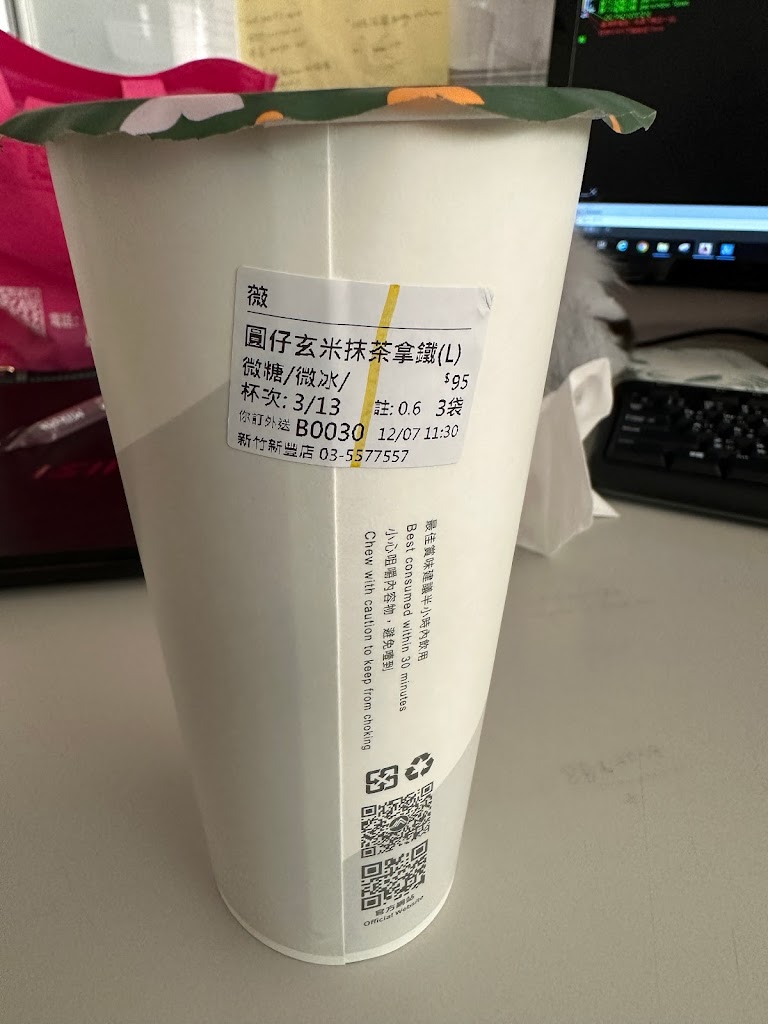 薇
圓仔玄米抹茶拿鐵(L)
微糖/微冰/ $95
杯次: 3/13 註: 0.6 3袋
你訂外送 B0030 12/07 11:30
新竹新豐店 03-5577557
最佳賞味建議半小時內飲用
Best consumed within 30 minutes
小心咀嚼內容物，避免噎到
Chew with caution to keep from choking
官方網站
Official Website
電話: